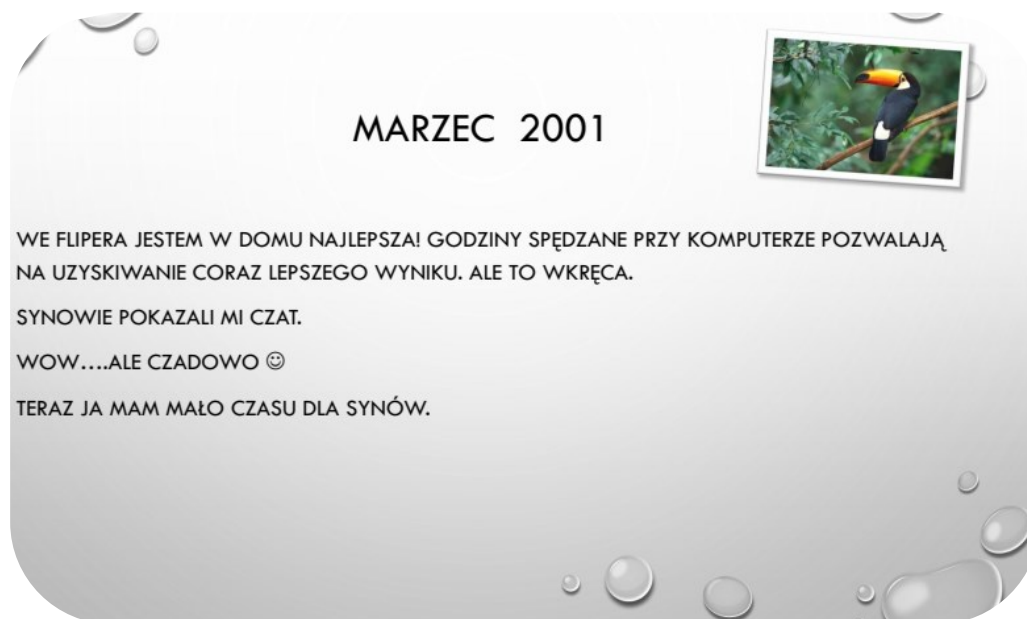 MARZEC 2001
WE FLIPERA JESTEM W DOMU NAJLEPSZA! GODZINY SPĘDZANE PRZY KOMPUTERZE POZWALAJĄ
NA UZYSKIWANIE CORAZ LEPSZEGO WYNIKU. ALE TO WKRĘCA.
SYNOWIE POKAZALI MI CZAT.
WOW....ALE CZADOWO ☺
TERAZ JA MAM MAŁO CZASU DLA SYNÓW.